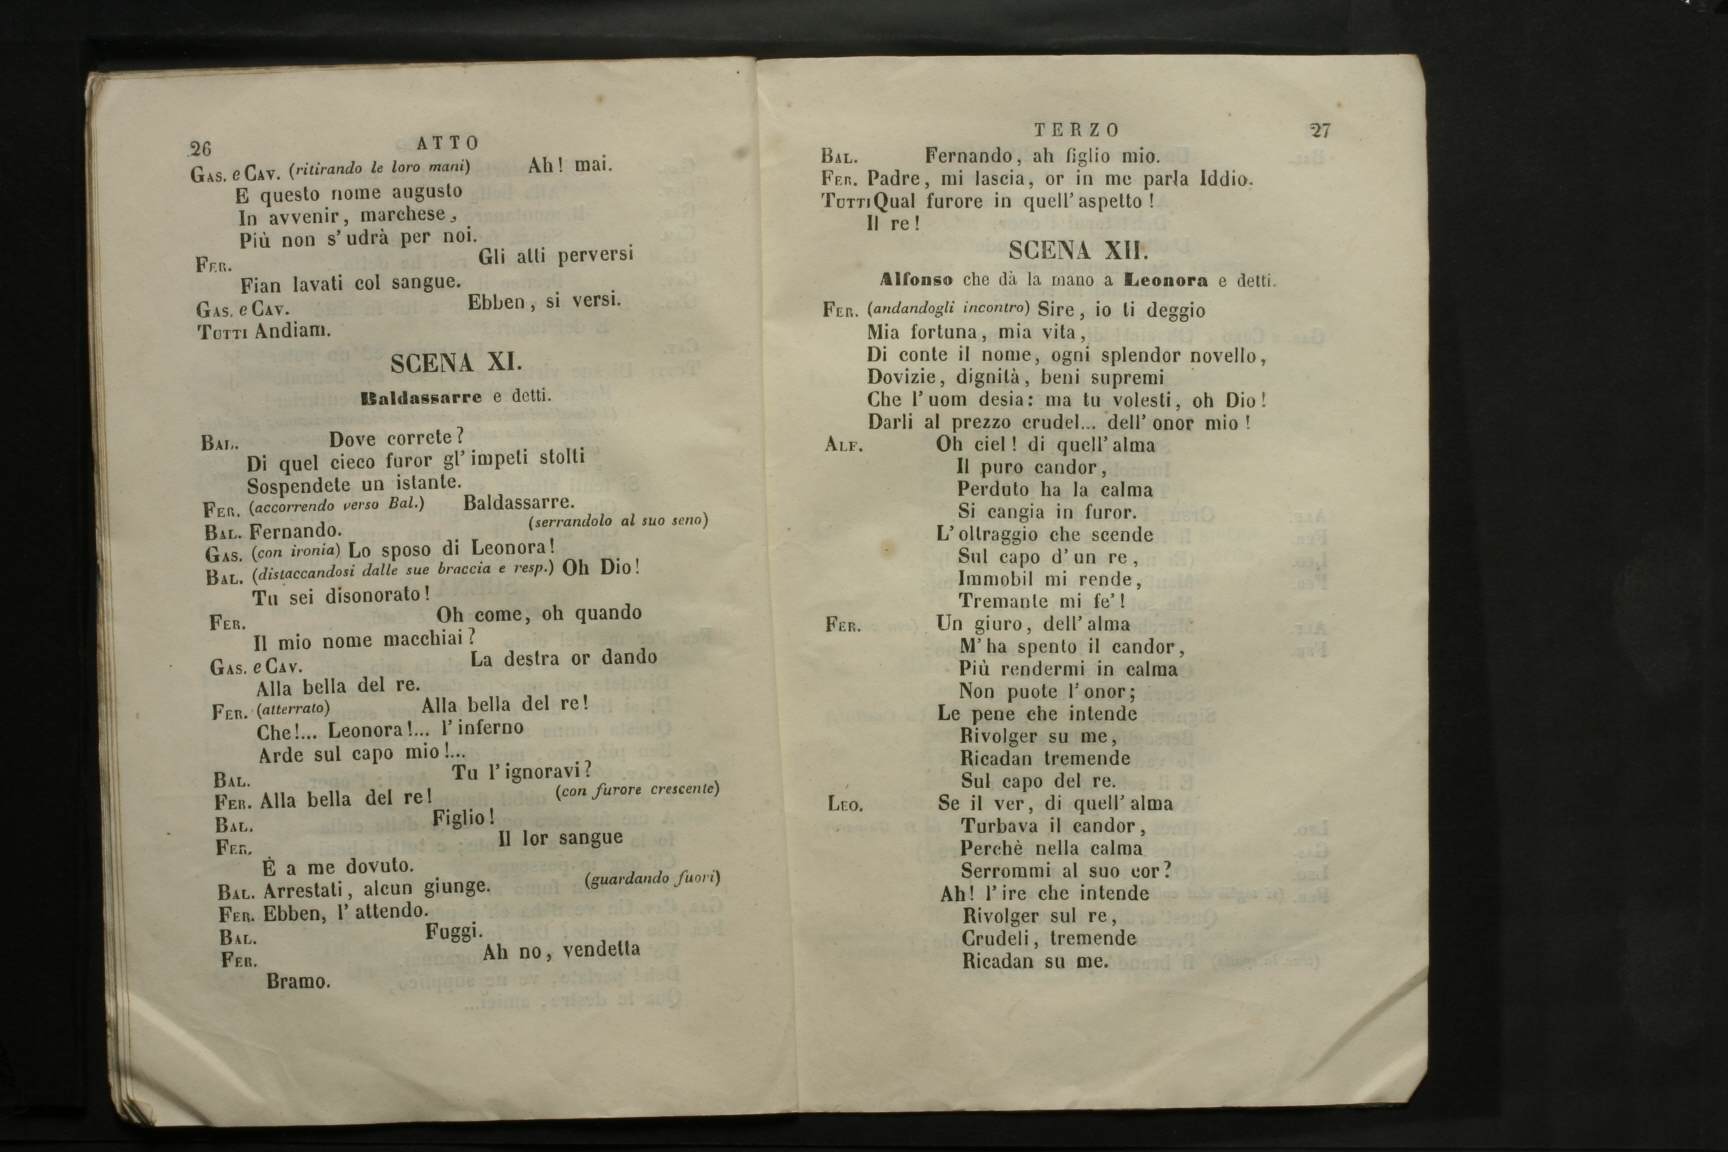 26 ATTO
GAS. e CAV. (ritirando le loro mani) Ah! mai.
E questo nome augusto
In avvenir, marchese,
Più non s'udrà per noi.
FER. Gli atti perversi
Fian lavati col sangue.
GAS. e CAV. Ebben, si versi.
TUTTI Andiam.
SCENA XI.
Baldassarre e detti.
BAL. Dove correte?
Di quel cieco furor gl'impeti stolti
Sospendete un istante.
FER. (accorrendo verso Bal.) Baldassarre.
BAL. Fernando. (serrandolo al suo seno)
GAS. (con ironia) Lo sposo di Leonora!
BAL. (distaccandosi dalle sue braccia e resp.) Oh Dio!
Tu sei disonorato!
FER. Oh come, oh quando
Il mio nome macchiai?
GAS. e CAV. La destra or dando
Alla bella del re.
FER. (atterrato) Alla bella del re!
Che!... Leonora!... l'inferno
Arde sul capo mio!...
BAL. Tu l'ignoravi?
FER. Alla bella del re! (con furore crescente)
BAL. Figlio!
FER. Il lor sangue
È a me dovuto.
BAL. Arrestati, alcun giunge. (guardando fuori)
FER. Ebben, l'attendo.
BAL. Fuggi.
FER. Ah no, vendetta
Bramo.
TERZO 27
BAL. Fernando, ah figlio mio.
FER. Padre, mi lascia, or in me parla Iddio.
TUTTI Qual furore in quell'aspetto!
Il re!
SCENA XII.
Alfonso che dà la mano a Leonora e detti.
FER. (andandogli incontro) Sire, io ti deggio
Mia fortuna, mia vita,
Di conte il nome, ogni splendor novello,
Dovizie, dignità, beni supremi
Che l'uom desia: ma tu volesti, oh Dio!
Darli al prezzo crudel... dell'onor mio!
ALF. Oh ciel! di quell'alma
Il puro candor,
Perduto ha la calma
Si cangia in furor.
L'oltraggio che scende
Sul capo d'un re,
Immobil mi rende,
Tremante mi fe'!
FER. Un giuro, dell'alma
M'ha spento il candor,
Più rendermi in calma
Non puote l'onor;
Le pene che intende
Rivolger su me,
Ricadan tremende
Sul capo del re.
LEO. Se il ver, di quell'alma
Turbava il candor,
Perchè nella calma
Serrommi al suo cor?
Ah! l'ire che intende
Rivolger sul re,
Crudeli, tremende
Ricadan su me.